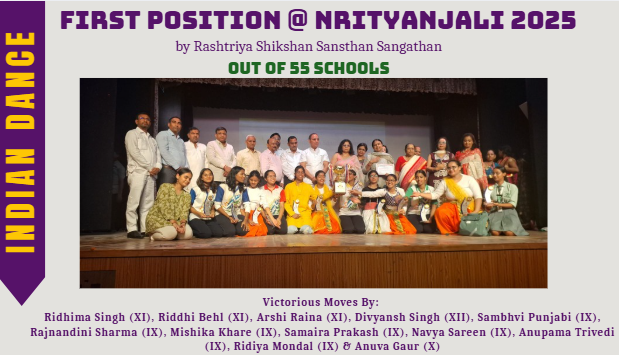 FIRST POSITION @ NRITYANJALI 2025
by Rashtriya Shikshan Sansthan Sangathan
OUT OF 55 SCHOOLS
INDIAN DANCE
Victorious Moves By:
Ridhima Singh (XI), Riddhi Behl (XI), Arshi Raina (XI), Divyansh Singh (XII), Sambhvi Punjabi (IX),
Rajnandini Sharma (IX), Mishika Khare (IX), Samaira Prakash (IX), Navya Sareen (IX), Anupama Trivedi
(IX), Ridiya Mondal (IX) & Anuva Gaur (X)